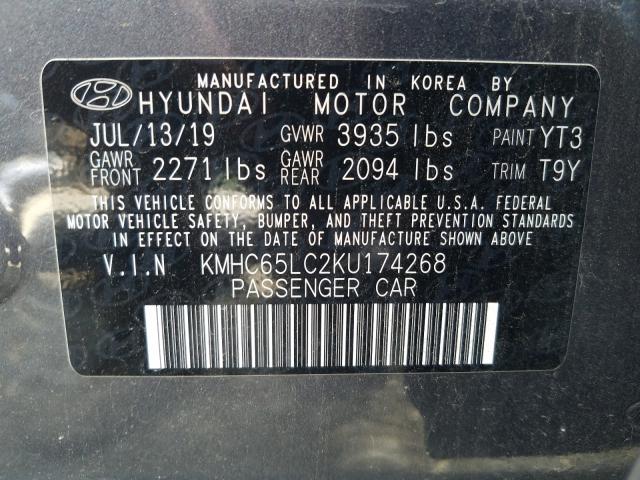 MANUFACTURED IN KOREA BY
HYUNDAI MOTOR COMPANY
JUL/13/19 GVWR 3935 lbs PAINT YT3
GAWR FRONT 2271 lbs GAWR REAR 2094 lbs TRIM T9Y
THIS VEHICLE CONFORMS TO ALL APPLICABLE U.S.A. FEDERAL
MOTOR VEHICLE SAFETY, BUMPER, AND THEFT PREVENTION STANDARDS
IN EFFECT ON THE DATE OF MANUFACTURE SHOWN ABOVE
V.I.N KMHC65LC2KU174268
PASSENGER CAR